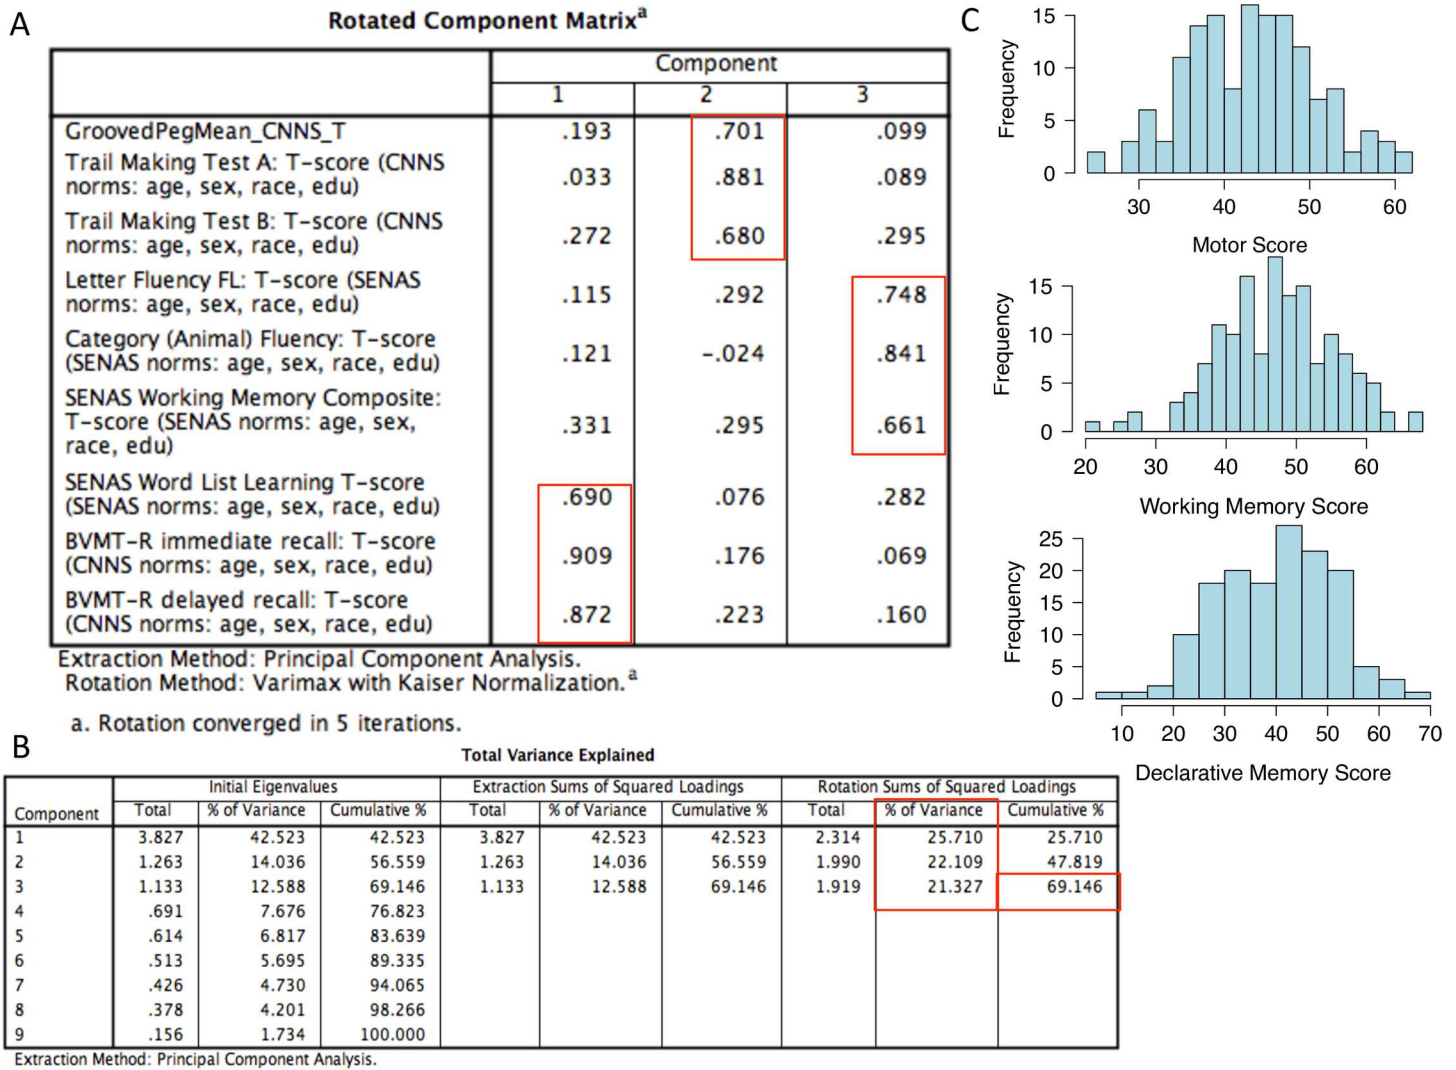 A
Rotated Component Matrixa
Component
1 2 3
GroovedPegMean_CNNS_T .193 .701 .099
Trail Making Test A: T-score (CNNS
norms: age, sex, race, edu) .033 .881 .089
Trail Making Test B: T-score (CNNS
norms: age, sex, race, edu) .272 .680 .295
Letter Fluency FL: T-score (SENAS
norms: age, sex, race, edu) .115 .292 .748
Category (Animal) Fluency: T-score
(SENAS norms: age, sex, race, edu) .121 -.024 .841
SENAS Working Memory Composite:
T-score (SENAS norms: age, sex, .331 .295 .661
race, edu)
SENAS Word List Learning T-score
(SENAS norms: age, sex, race, edu) .690 .076 .282
BVMT-R immediate recall: T-score
(CNNS norms: age, sex, race, edu) .909 .176 .069
BVMT-R delayed recall: T-score
(CNNS norms: age, sex, race, edu) .872 .223 .160
Extraction Method: Principal Component Analysis.
Rotation Method: Varimax with Kaiser Normalization.a
a. Rotation converged in 5 iterations.
B
Total Variance Explained
Initial Eigenvalues Extraction Sums of Squared Loadings Rotation Sums of Squared Loadings
Component Total % of Variance Cumulative % Total % of Variance Cumulative % Total % of Variance Cumulative %
1 3.827 42.523 42.523 3.827 42.523 42.523 2.314 25.710 25.710
2 1.263 14.036 56.559 1.263 14.036 56.559 1.990 22.109 47.819
3 1.133 12.588 69.146 1.133 12.588 69.146 1.919 21.327 69.146
4 .691 7.676 76.823
5 .614 6.817 83.639
6 .513 5.695 89.335
7 .426 4.730 94.065
8 .378 4.201 98.266
9 .156 1.734 100.000
Extraction Method: Principal Component Analysis.
C
Frequency
15
10
5
0
30 40 50 60
Motor Score
Frequency
15
10
5
0
20 30 40 50 60
Working Memory Score
Frequency
25
20
15
10
5
0
10 20 30 40 50 60 70
Declarative Memory Score